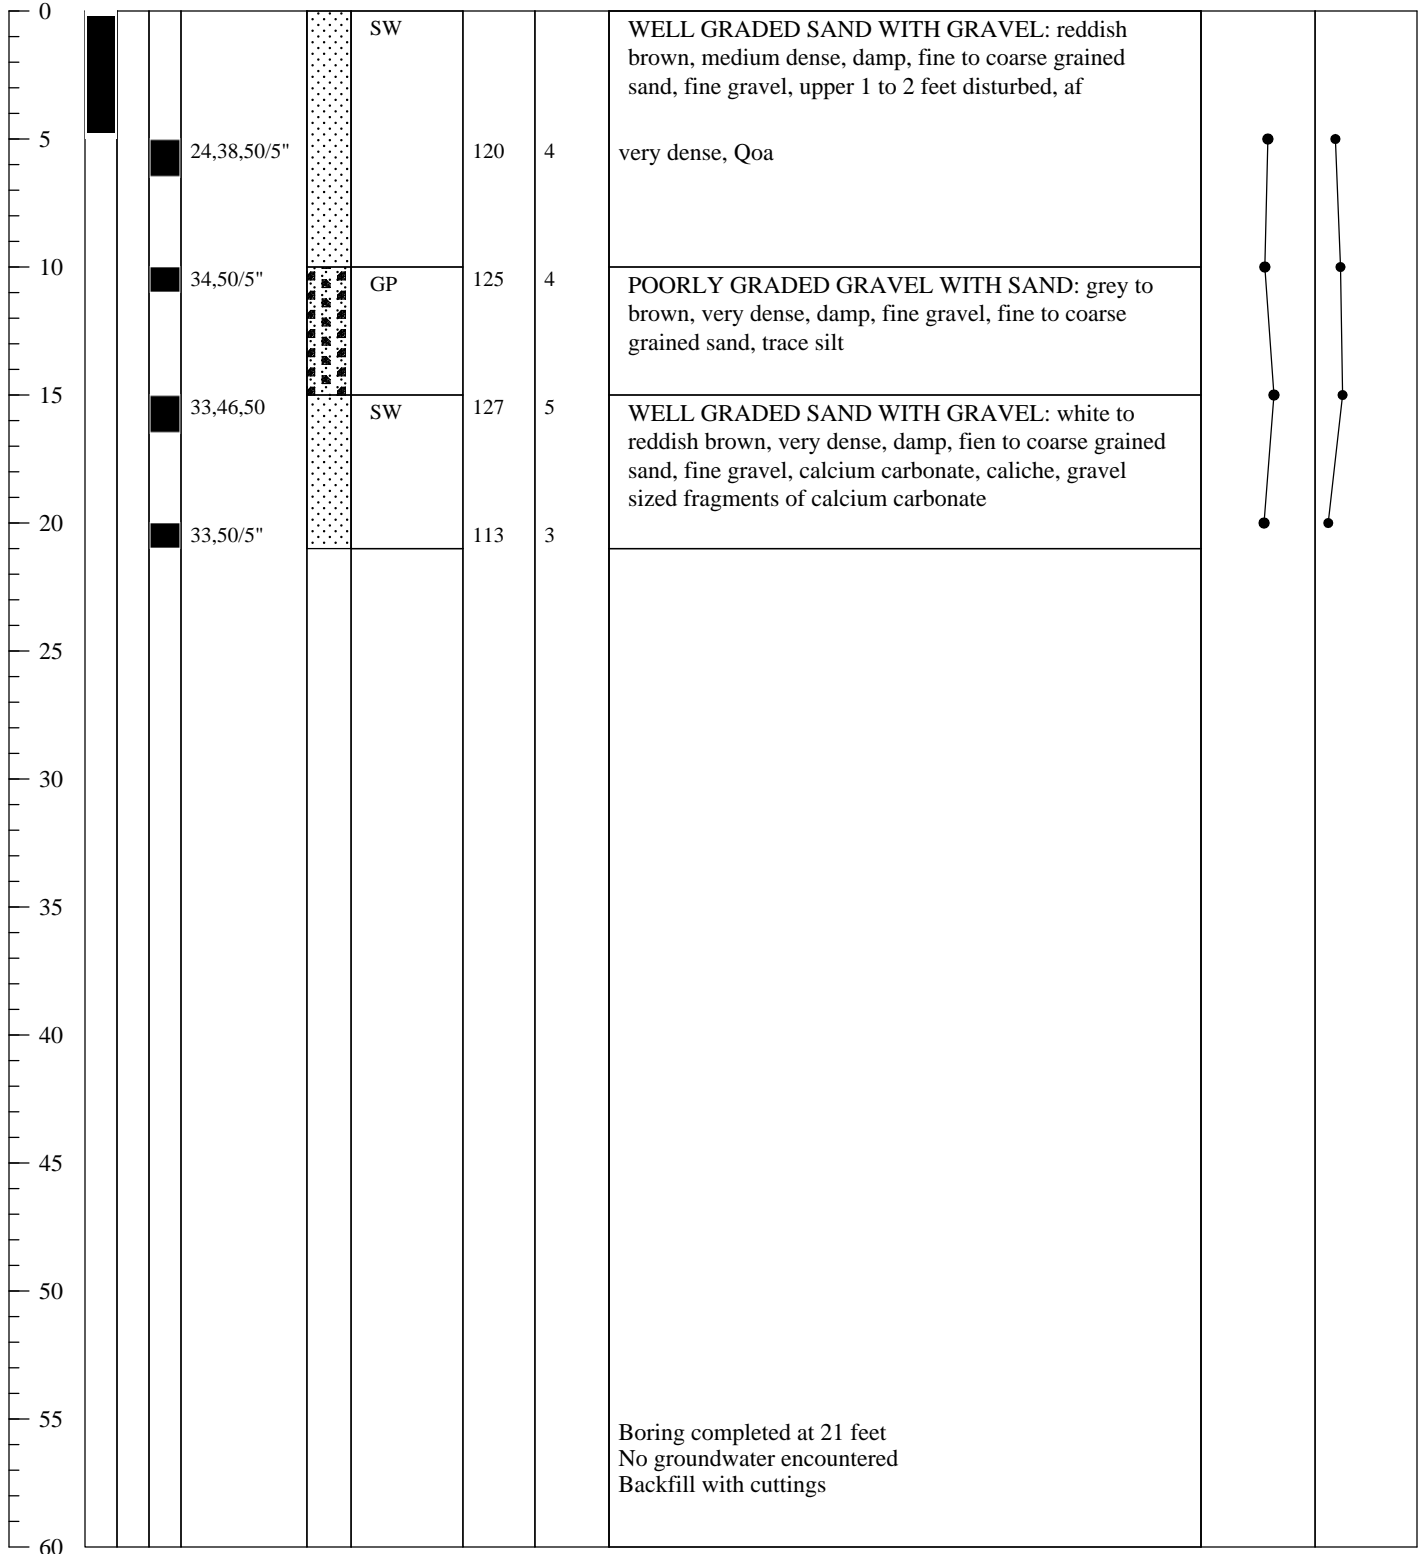 0
SW
WELL GRADED SAND WITH GRAVEL: reddish
brown, medium dense, damp, fine to coarse grained
sand, fine gravel, upper 1 to 2 feet disturbed, af
5
24,38,50/5"
120
4
very dense, Qoa
10
34,50/5"
GP
125
4
POORLY GRADED GRAVEL WITH SAND: grey to
brown, very dense, damp, fine gravel, fine to coarse
grained sand, trace silt
15
33,46,50
SW
127
5
WELL GRADED SAND WITH GRAVEL: white to
reddish brown, very dense, damp, fien to coarse grained
sand, fine gravel, calcium carbonate, caliche, gravel
sized fragments of calcium carbonate
20
33,50/5"
113
3
25
30
35
40
45
50
55
Boring completed at 21 feet
No groundwater encountered
Backfill with cuttings
60